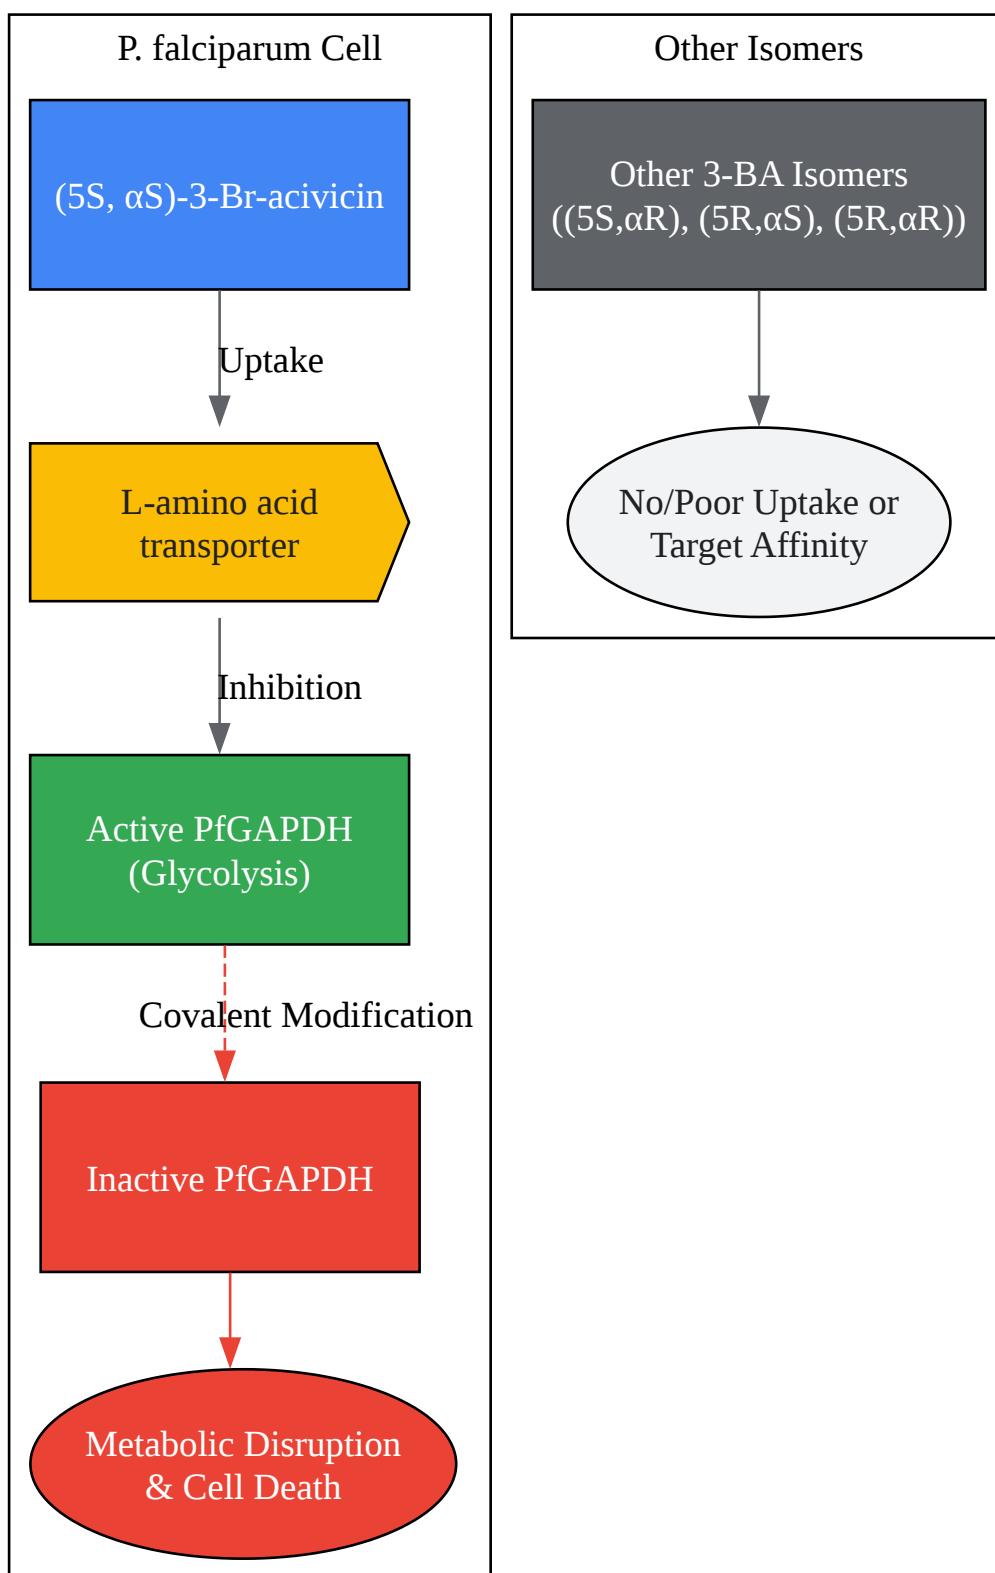 P. falciparum Cell
(5S, αS)-3-Br-acivicin
Uptake
L-amino acid
transporter
Inhibition
Active PfGAPDH
(Glycolysis)
Covalent Modification
Inactive PfGAPDH
Metabolic Disruption
& Cell Death
Other Isomers
Other 3-BA Isomers
((5S,αR), (5R,αS), (5R,αR))
No/Poor Uptake or
Target Affinity